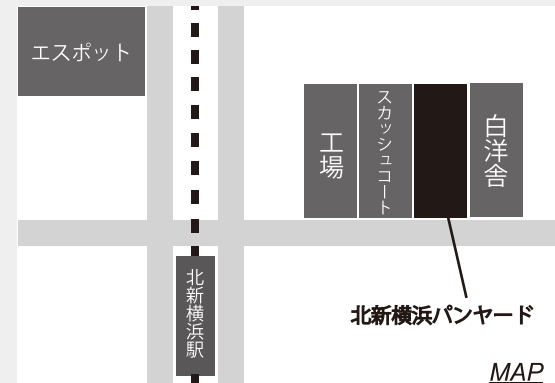 エスポット
工場
スカッシュコート
白洋舎
北新横浜駅
北新横浜パンヤード
MAP